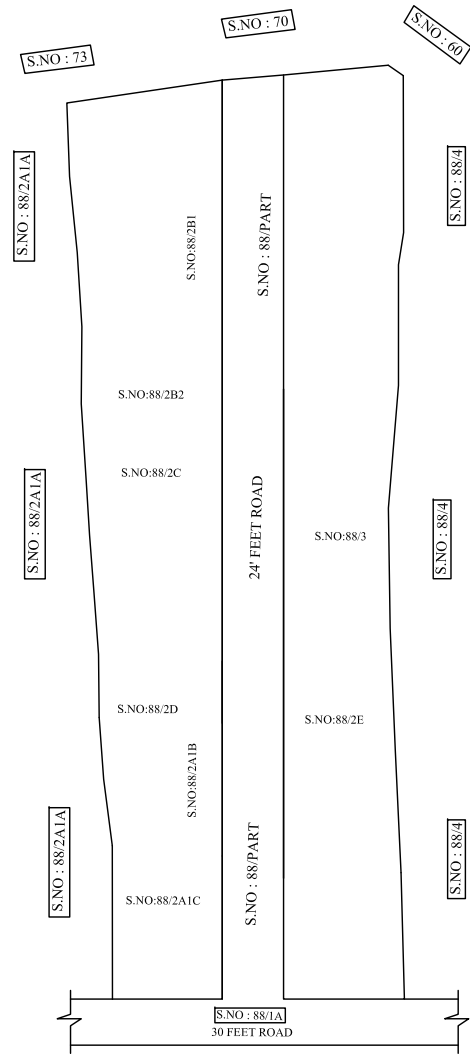 S.NO : 73
S.NO : 70
S.NO : 60
S.NO : 88/2A1A
S.NO:88/2B1
S.NO : 88/PART
S.NO : 88/4
S.NO:88/2B2
S.NO:88/2C
S.NO : 88/2A1A
24' FEET ROAD
S.NO:88/3
S.NO : 88/4
S.NO:88/2D
S.NO:88/2E
S.NO:88/2A1B
S.NO : 88/2A1A
S.NO : 88/PART
S.NO : 88/4
S.NO:88/2A1C
S.NO : 88/1A
30 FEET ROAD